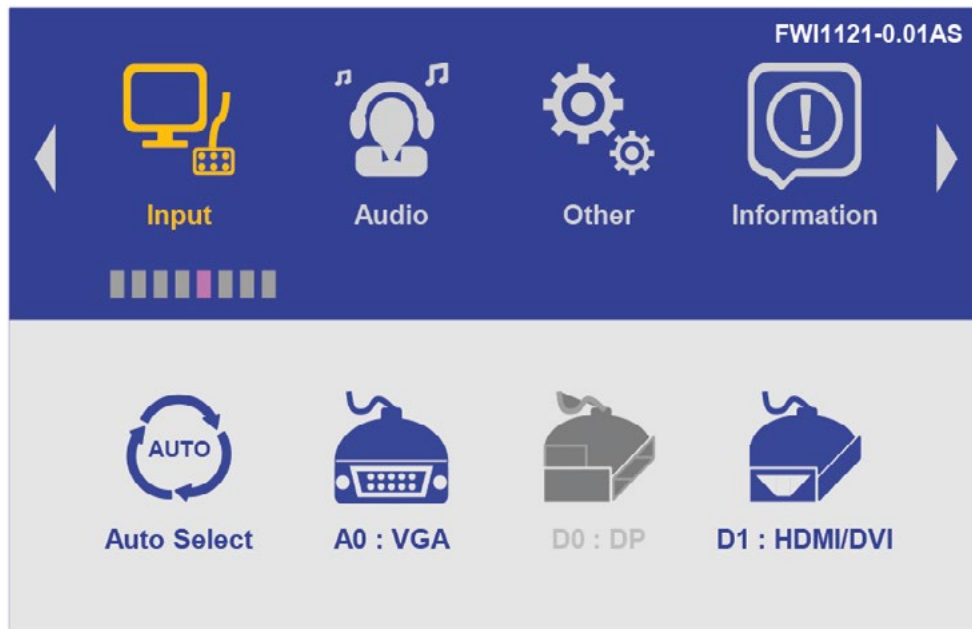 FWI1121-0.01AS
Input Audio Other Information
AUTO
Auto Select A0 : VGA D0 : DP D1 : HDMI/DVI